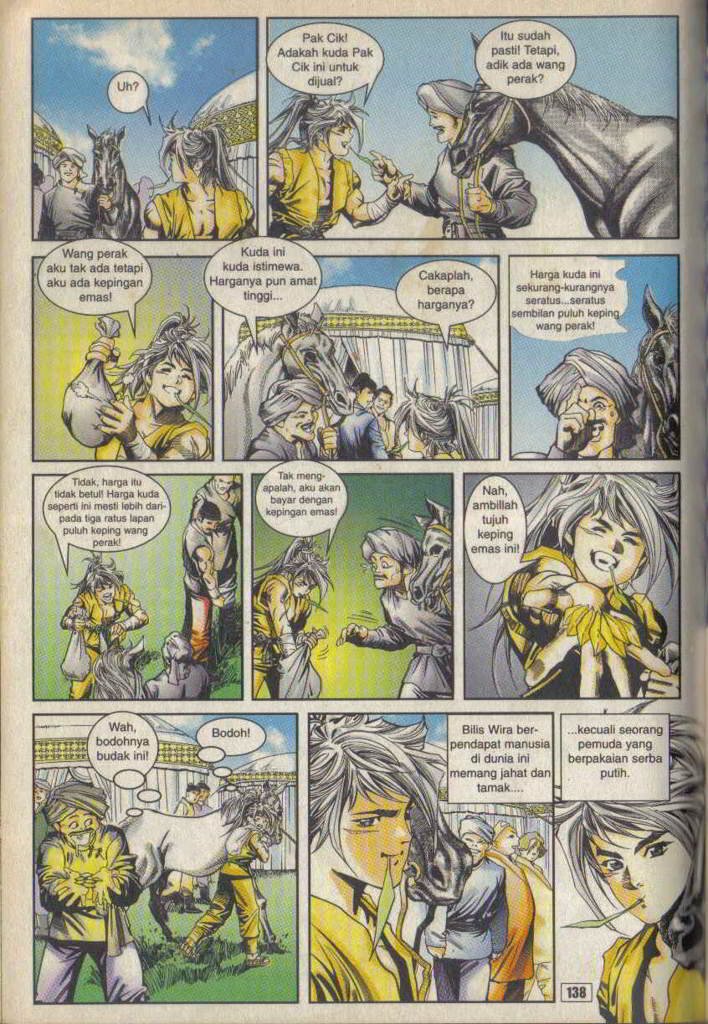 Uh?
Pak Cik!
Adakah kuda Pak
Cik ini untuk
dijual?
Itu sudah
pasti! Tetapi,
adik ada wang
perak?
Wang perak
aku tak ada tetapi
aku ada kepingan
emas!
Kuda ini
kuda istimewa.
Harganya pun amat
tinggi...
Cakaplah,
berapa
harganya?
Harga kuda ini
sekurang-kurangnya
seratus...seratus
sembilan puluh keping
wang perak!
Tidak, harga itu
tidak betul! Harga kuda
seperti ini mesti lebih dari-
pada tiga ratus lapan
puluh keping wang
perak!
Tak meng-
apalah, aku akan
bayar dengan
kepingan emas!
Nah,
ambillah
tujuh
keping
emas ini!
Wah,
bodohnya
budak ini!
Bodoh!
Bilis Wira ber-
pendapat manusia
di dunia ini
memang jahat dan
tamak....
...kecuali seorang
pemuda yang
berpakaian serba
putih.
138